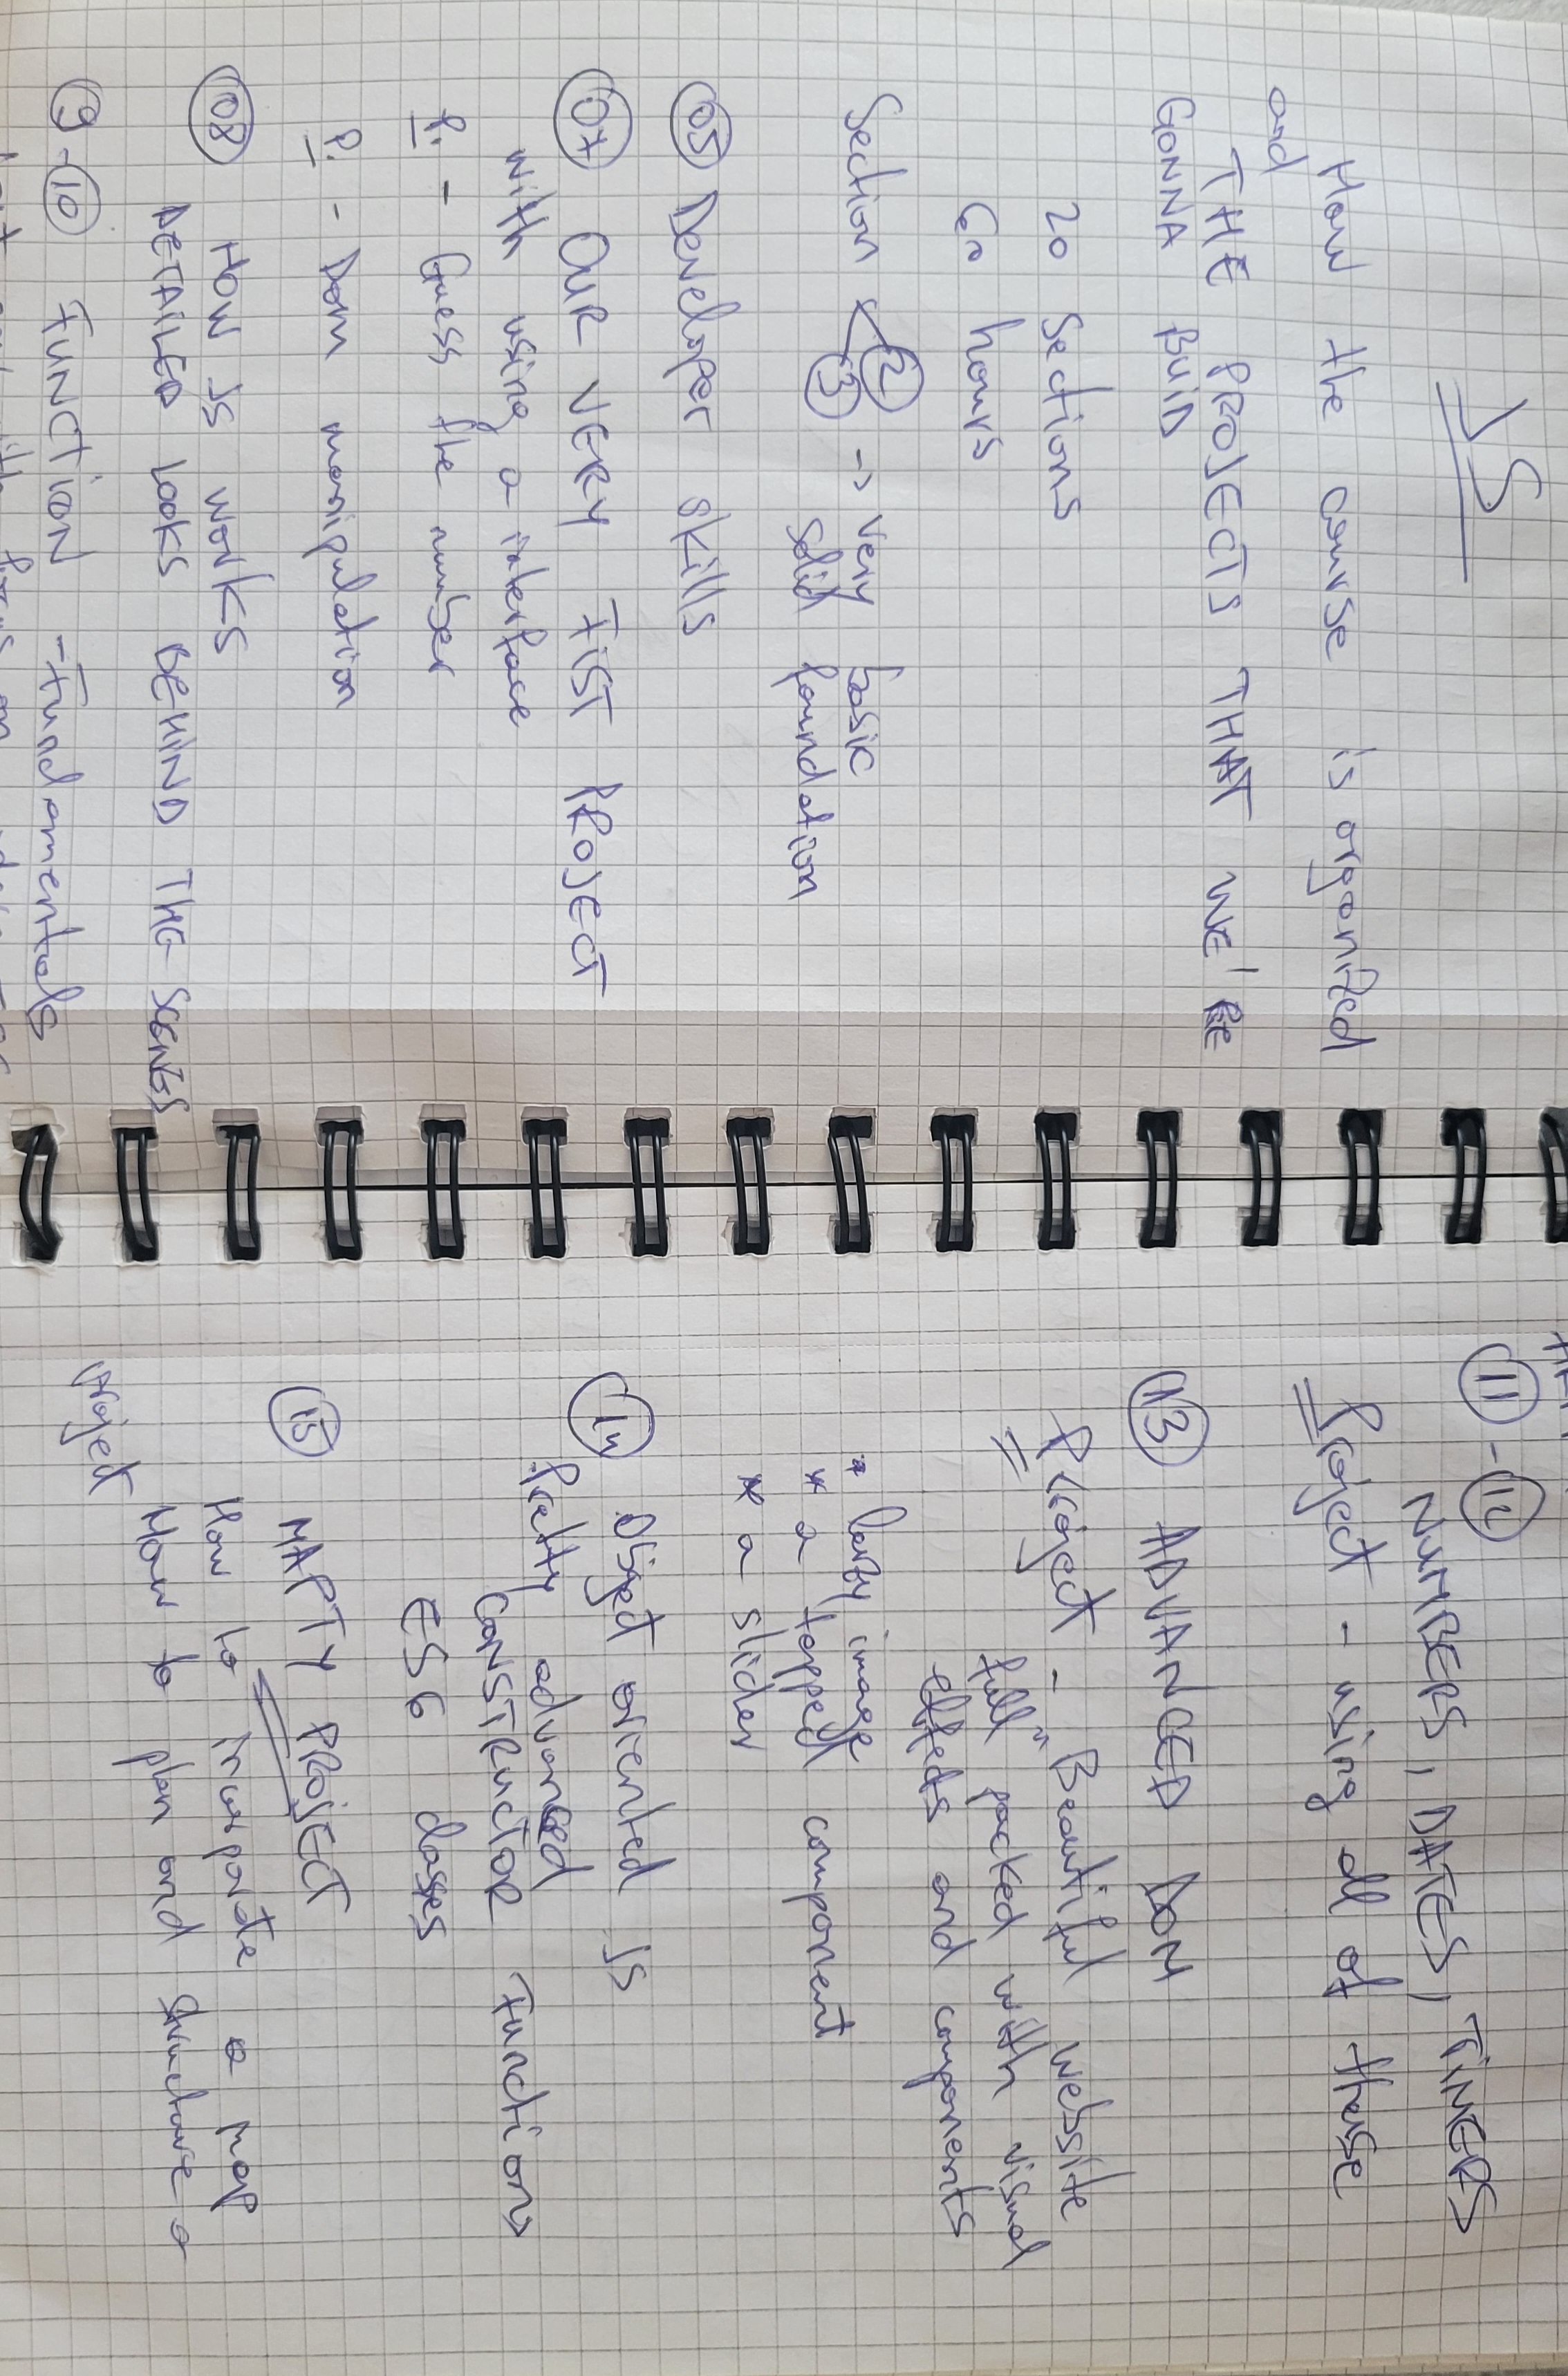 JS
How the course is organized
and
THE PROJECTS THAT WE'RE
GONNA BUID
20 Sections
60 hours
Section 2
3 -> very basic
solid foundation
05 Developer skills
07 OUR VERY FIST PROJECT
with using a interface
P. - Guess the number
P. - Dom manipulation
08 HOW JS WORKS
DETAILED LOOKS BEHIND THE SCENES
9-10 FUNCTION - Fundamentals
11 - 12
NUMBERS, DATES, TIMERS
Project - using all of these
13 ADVANCED DOM
Project - Beautiful website
full packed with visual
effects and components
* lazy image
* a tapped component
* a slider
14 Object oriented JS
Pretty advanced
CONSTRUCTOR Functions
ES6 classes
15 MAPTY PROJECT
How to incorporate a map
How to plan and structure a
project